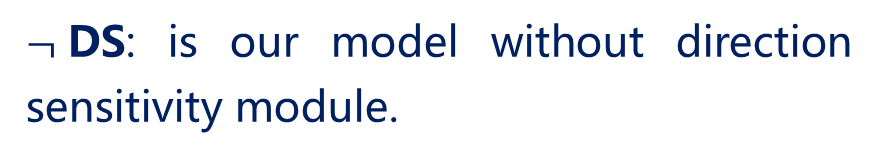 ¬ DS: is our model without direction
sensitivity module.